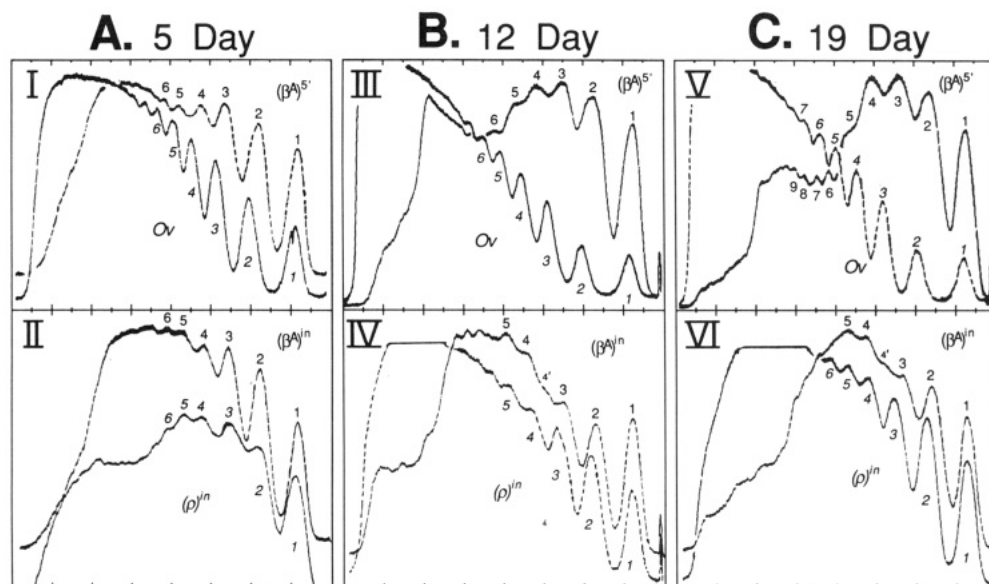 A. 5 Day
I
(βA)5'
6 5 4 3 2 1
6 5 4 3 2 1
Ov
II
(βA)in
6 5 4 3 2 1
6 5 4 3 2 1
(ρ)in
B. 12 Day
III
(βA)5'
6 5 4 3 2 1
6 5 4 3 2 1
Ov
IV
(βA)in
5 4 4' 3 2 1
5 4 3 2 1
(ρ)in
C. 19 Day
V
(βA)5'
7 6 5 4 3 2 1
9 8 7 6 5 4 3 2 1
Ov
VI
(βA)in
5 4 4' 3 2 1
6 5 4 3 2 1
(ρ)in